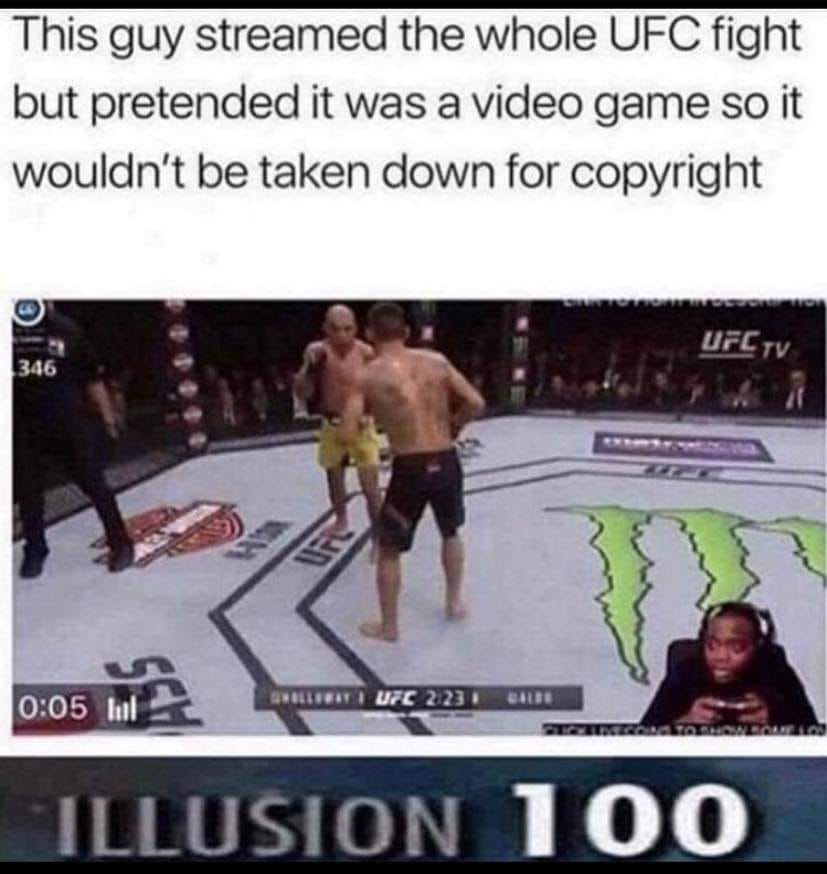 This guy streamed the whole UFC fight
but pretended it was a video game so it
wouldn't be taken down for copyright
346
UFC TV
UFC
0:05
UFC 2:23
ILLUSION 100